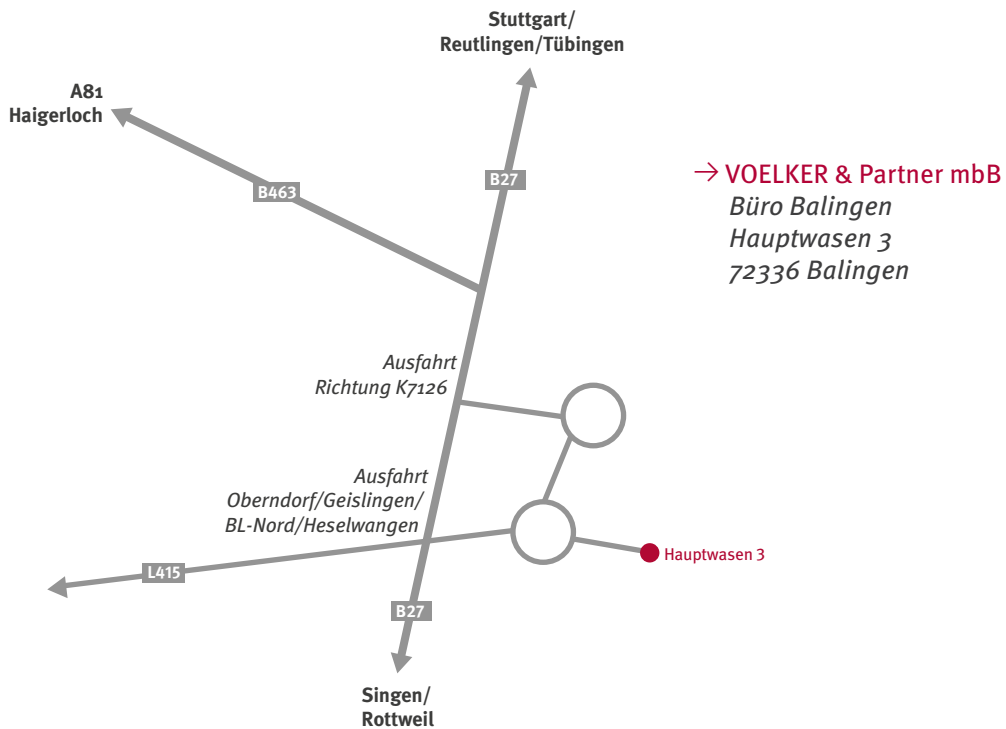 Stuttgart/
Reutlingen/Tübingen
A81
Haigerloch
B463
B27
→ VOELKER & Partner mbB
Büro Balingen
Hauptwasen 3
72336 Balingen
Ausfahrt
Richtung K7126
Ausfahrt
Oberndorf/Geislingen/
BL-Nord/Heselwangen
Hauptwasen 3
L415
B27
Singen/
Rottweil